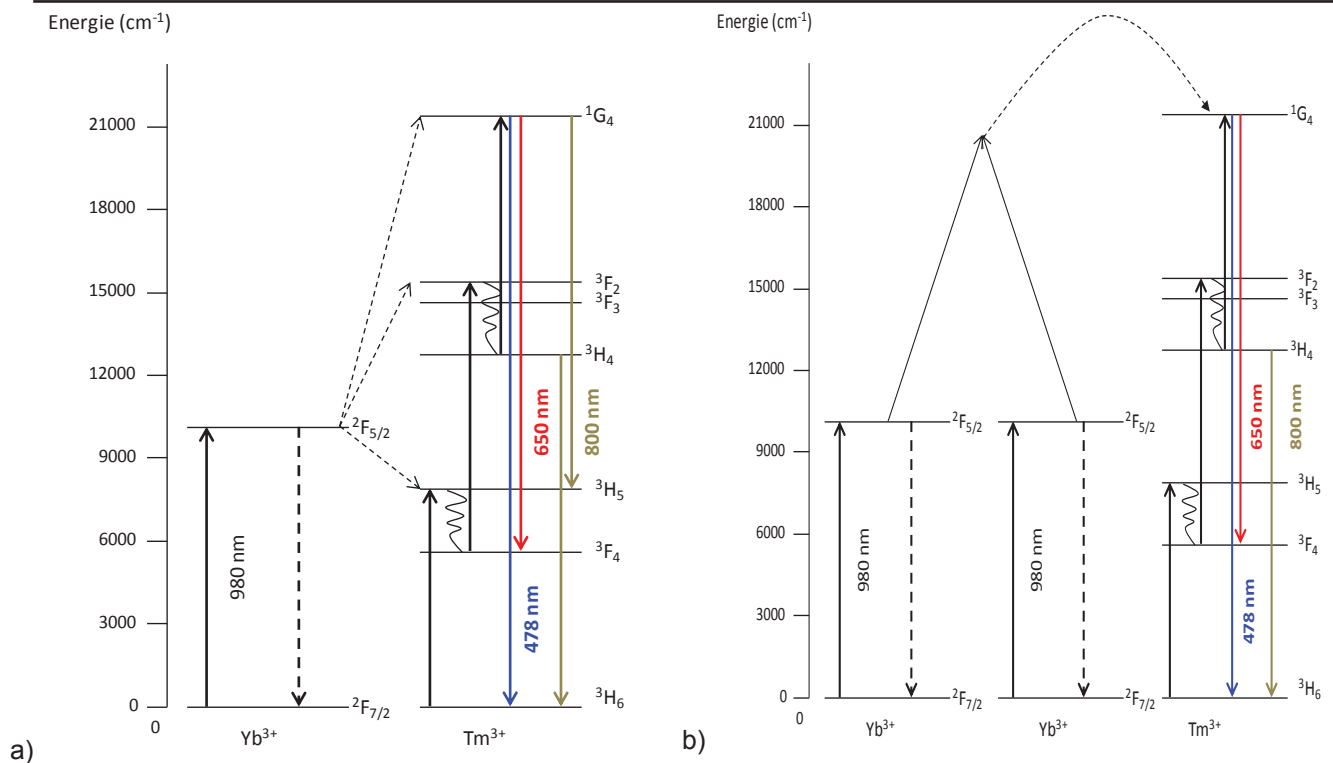 Energie (cm⁻¹)
21000
18000
15000
12000
9000
6000
3000
0
0
¹G₄
³F₂
³F₃
³H₄
²F₅/₂
³H₅
³F₄
³H₆
²F₇/₂
980 nm
478 nm
650 nm
800 nm
Yb³⁺
Tm³⁺
a)
Energie (cm⁻¹)
21000
18000
15000
12000
9000
6000
3000
0
0
¹G₄
³F₂
³F₃
³H₄
²F₅/₂
²F₅/₂
³H₅
³F₄
³H₆
²F₇/₂
²F₇/₂
980 nm
980 nm
478 nm
650 nm
800 nm
Yb³⁺
Yb³⁺
Tm³⁺
b)